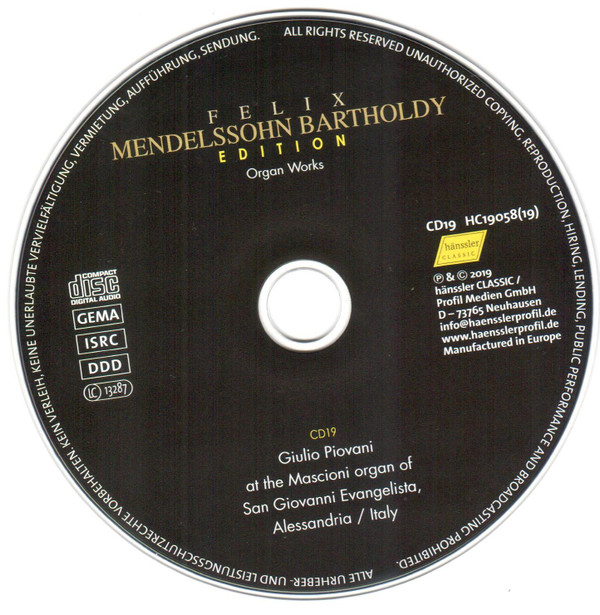 FELIX
MENDELSSOHN BARTHOLDY
EDITION
Organ Works
CD19 HC19058(19)
hänssler
CLASSIC
℗ & © 2019
hänssler CLASSIC /
Profil Medien GmbH
D – 73765 Neuhausen
info@haensslerprofil.de
www.haensslerprofil.de
Manufactured in Europe
COMPACT
disc
DIGITAL AUDIO
GEMA
ISRC
DDD
LC 13287
CD19
Giulio Piovani
at the Mascioni organ of
San Giovanni Evangelista,
Alessandria / Italy
ALL RIGHTS RESERVED UNAUTHORIZED COPYING, REPRODUCTION, HIRING, LENDING, PUBLIC PERFORMANCE AND BROADCASTING PROHIBITED.
ALLE URHEBER- UND LEISTUNGSSCHUTZRECHTE VORBEHALTEN. KEIN VERLEIH, KEINE UNERLAUBTE VERVIELFÄLTIGUNG, VERMIETUNG, AUFFÜHRUNG, SENDUNG.